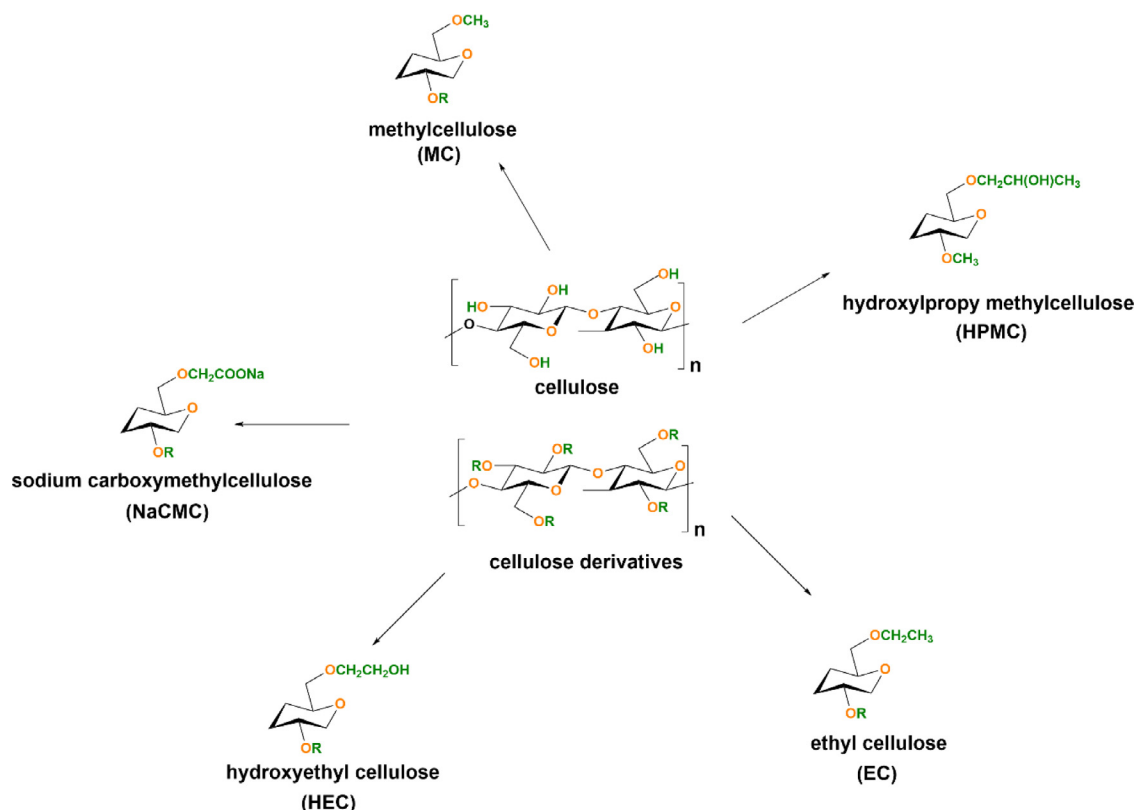 OCH₃
O
OR
methylcellulose
(MC)
OCH₂CH(OH)CH₃
O
OCH₃
hydroxylpropy methylcellulose
(HPMC)
OH
OH
HO
O
O
O
O
OH
OH
n
cellulose
OCH₂COONa
O
OR
sodium carboxymethylcellulose
(NaCMC)
OR
OR
RO
O
O
O
O
OR
OR
n
cellulose derivatives
OCH₂CH₂OH
O
OR
hydroxyethyl cellulose
(HEC)
OCH₂CH₃
O
OR
ethyl cellulose
(EC)